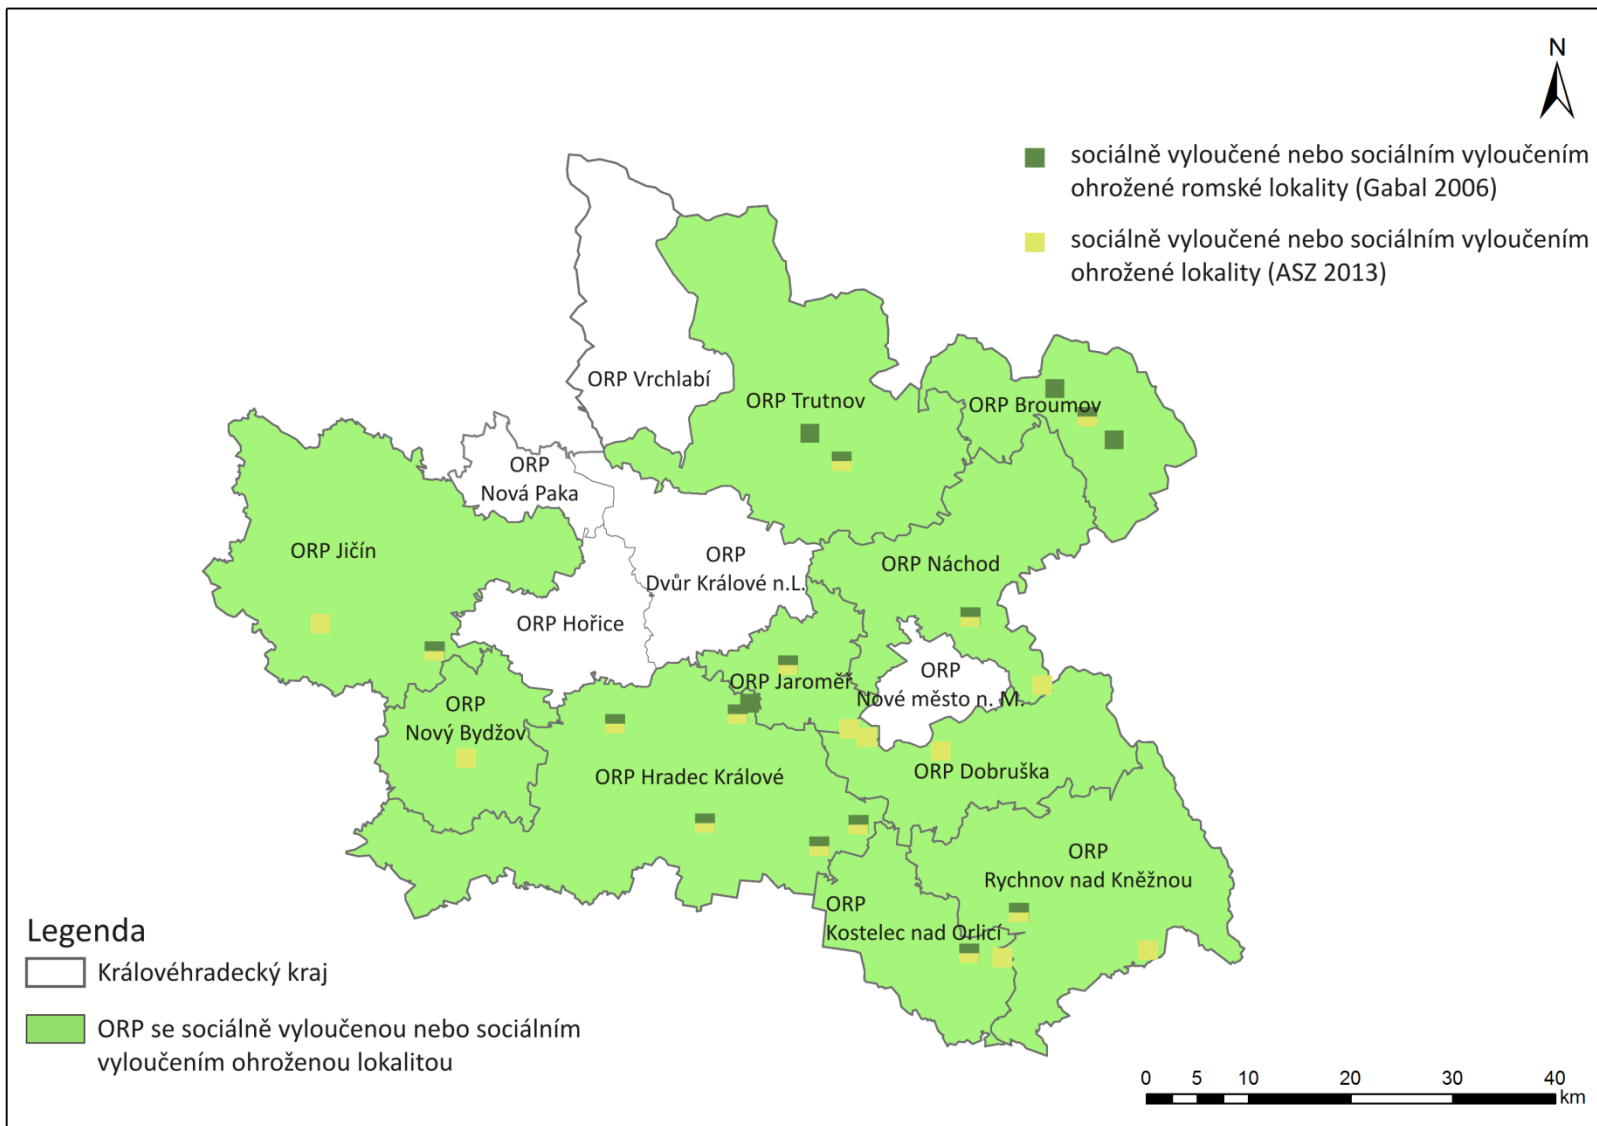 N
sociálně vyloučené nebo sociálním vyloučením
ohrožené romské lokality (Gabal 2006)
sociálně vyloučené nebo sociálním vyloučením
ohrožené lokality (ASZ 2013)
ORP Vrchlabí
ORP Trutnov
ORP Broumov
ORP
Nová Paka
ORP Jičín
ORP
Dvůr Králové n.L.
ORP Náchod
ORP Hořice
ORP Jaroměř
ORP
Nové město n. M.
ORP
Nový Bydžov
ORP Hradec Králové
ORP Dobruška
ORP
Rychnov nad Kněžnou
ORP
Kostelec nad Orlicí
Legenda
Královéhradecký kraj
ORP se sociálně vyloučenou nebo sociálním
vyloučením ohroženou lokalitou
0 5 10 20 30 40
km